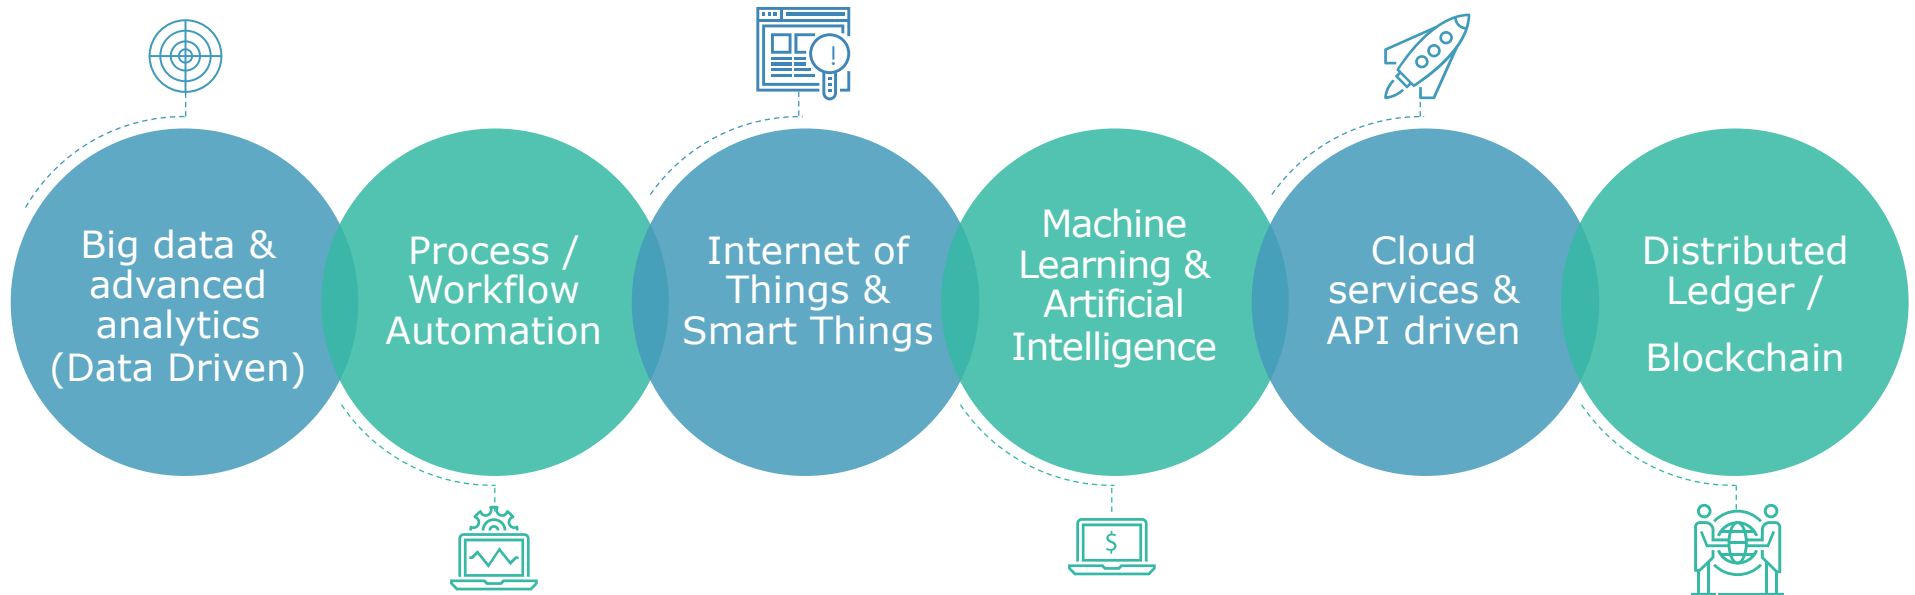 Big data &
advanced
analytics
(Data Driven)
Process /
Workflow
Automation
Internet of
Things &
Smart Things
Machine
Learning &
Artificial
Intelligence
Cloud
services &
API driven
Distributed
Ledger /
Blockchain
!
$